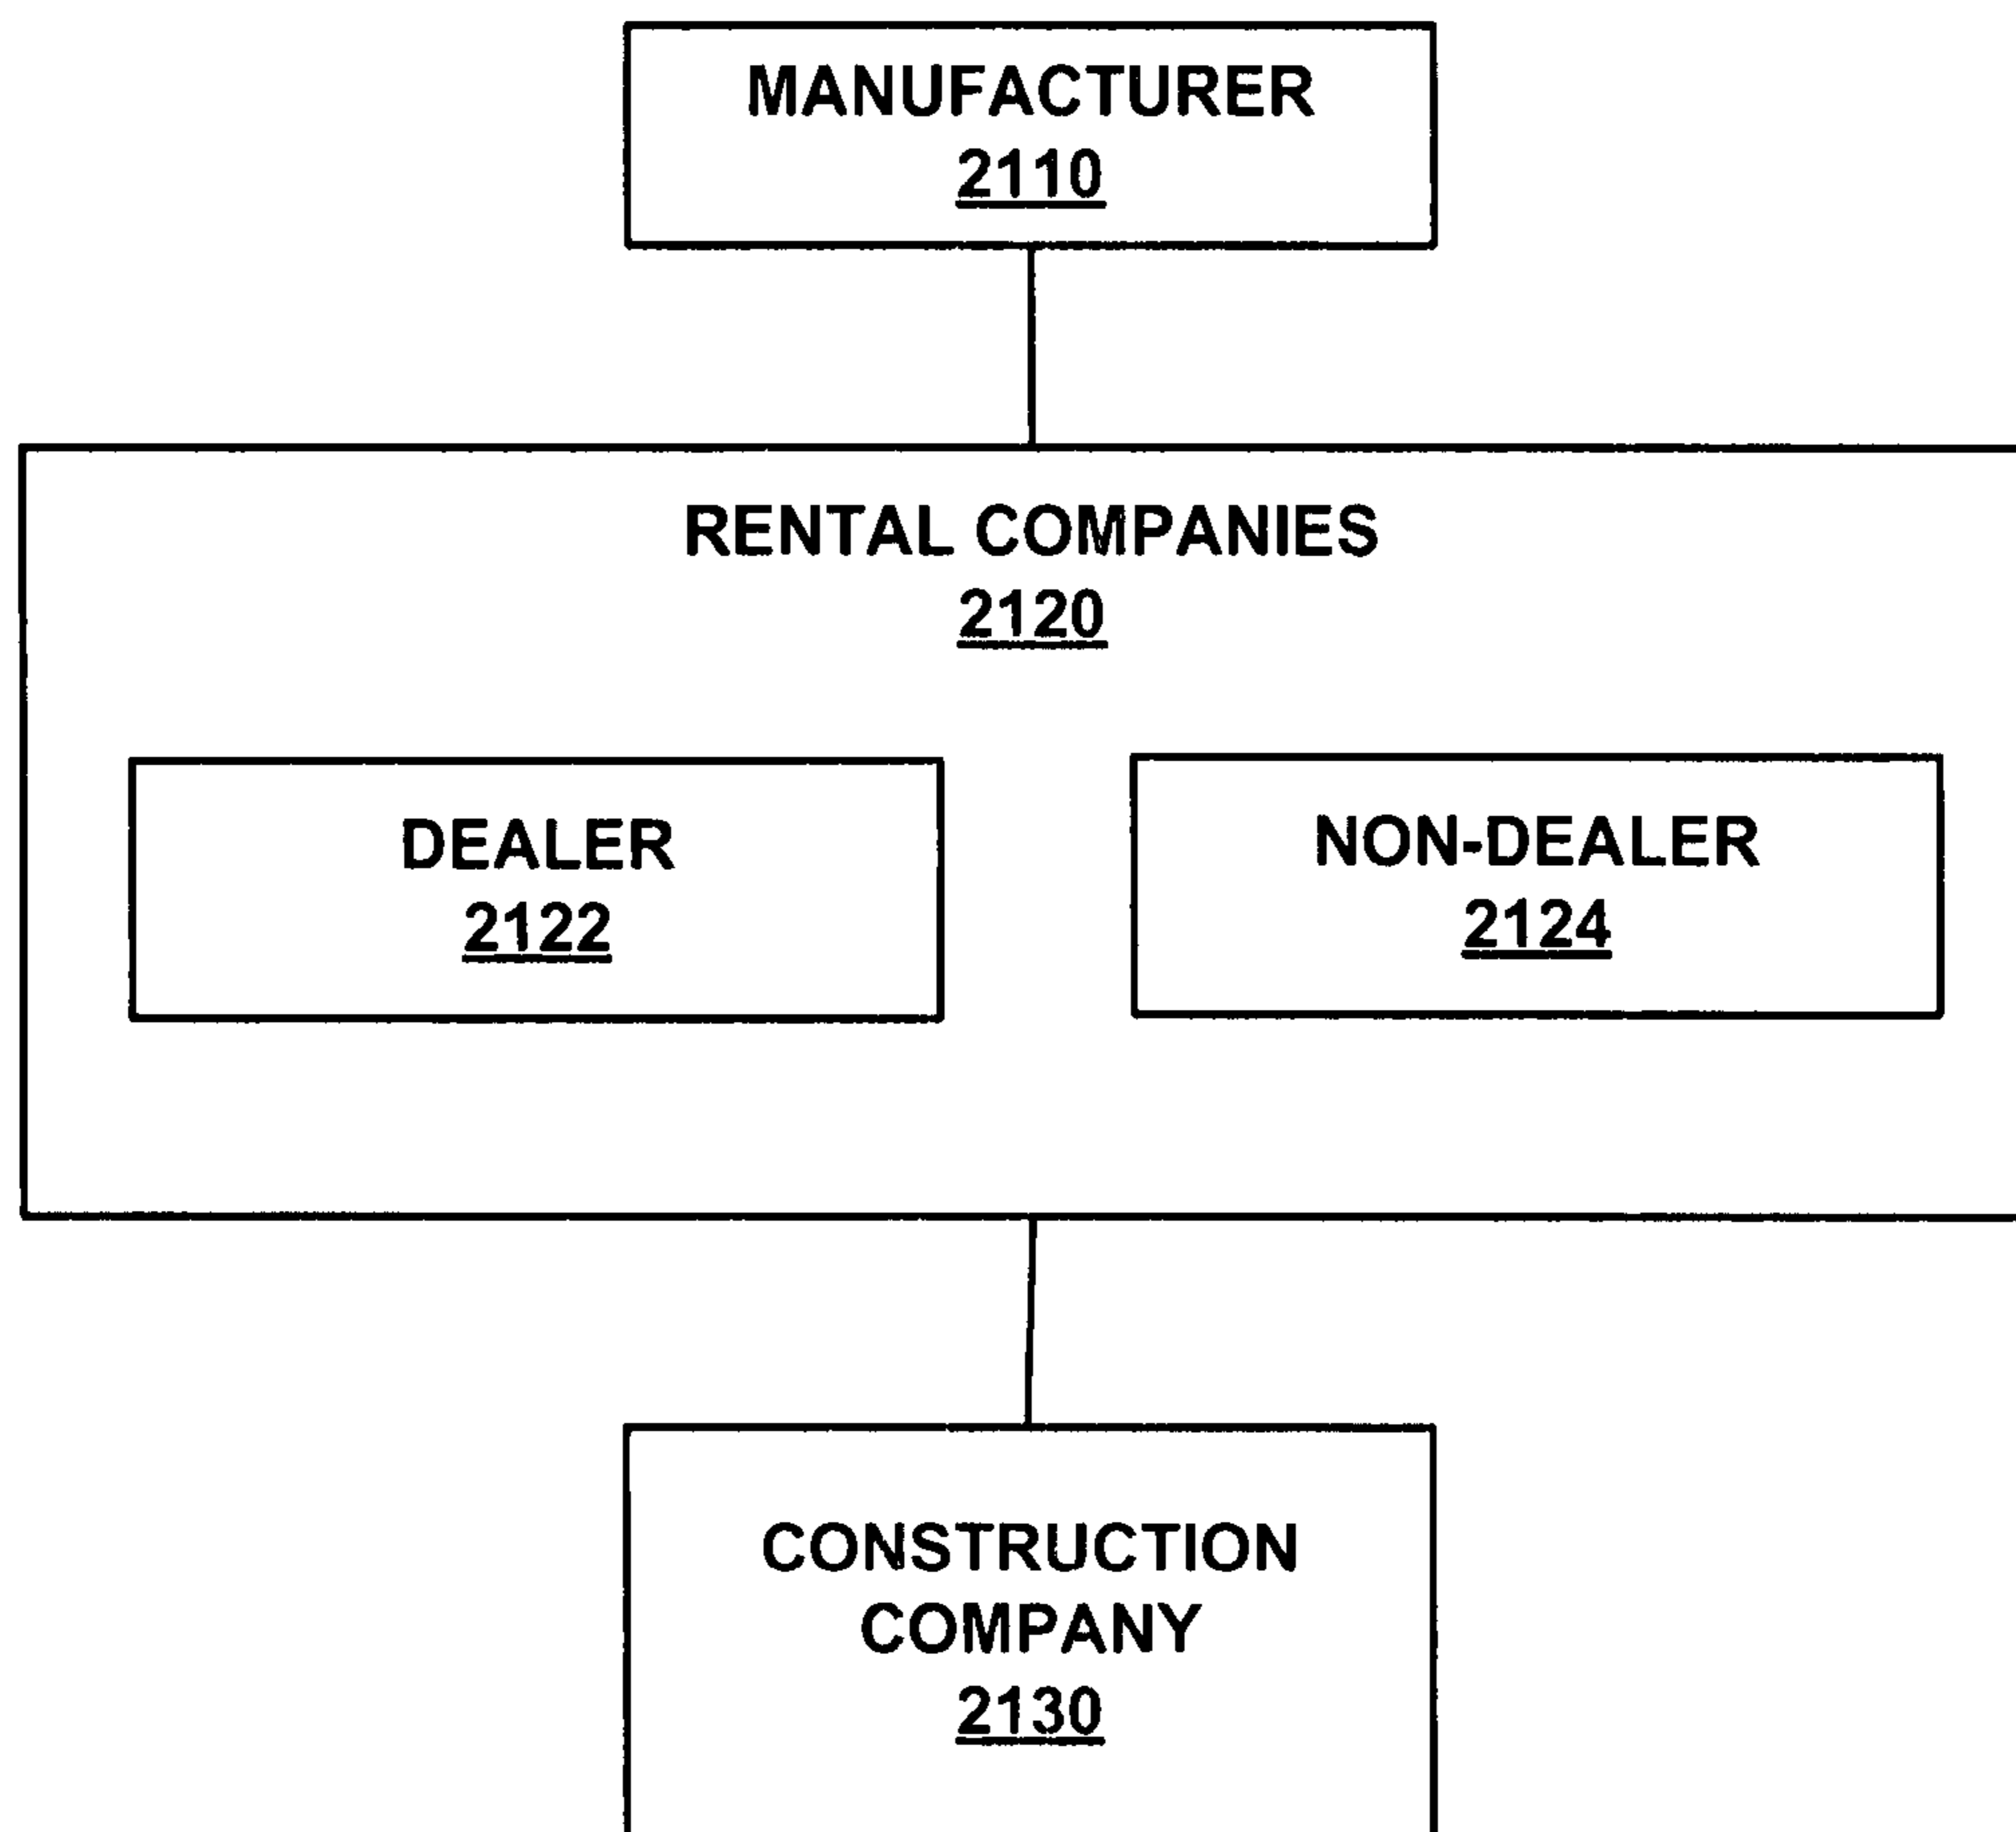 MANUFACTURER
2110
RENTAL COMPANIES
2120
DEALER
2122
NON-DEALER
2124
CONSTRUCTION
COMPANY
2130